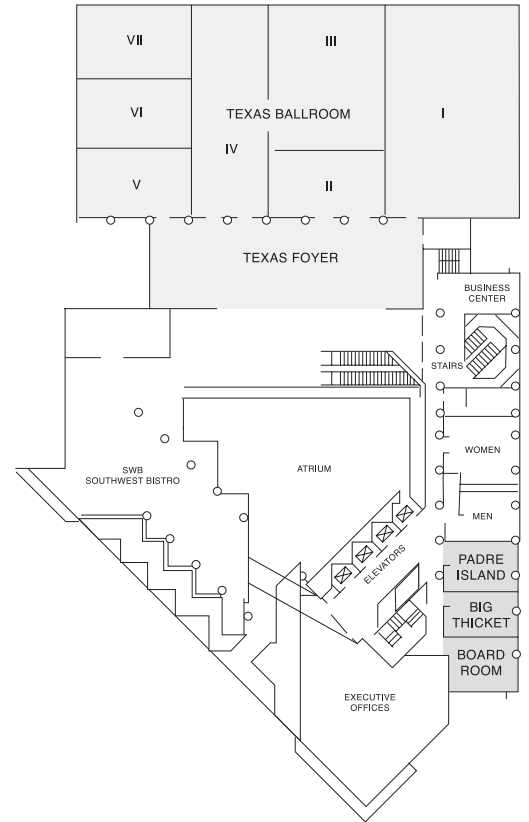 VII
III
VI
TEXAS BALLROOM
I
IV
V
II
TEXAS FOYER
BUSINESS
CENTER
STAIRS
WOMEN
SWB
SOUTHWEST BISTRO
ATRIUM
MEN
ELEVATORS
PADRE
ISLAND
BIG
THICKET
BOARD
ROOM
EXECUTIVE
OFFICES